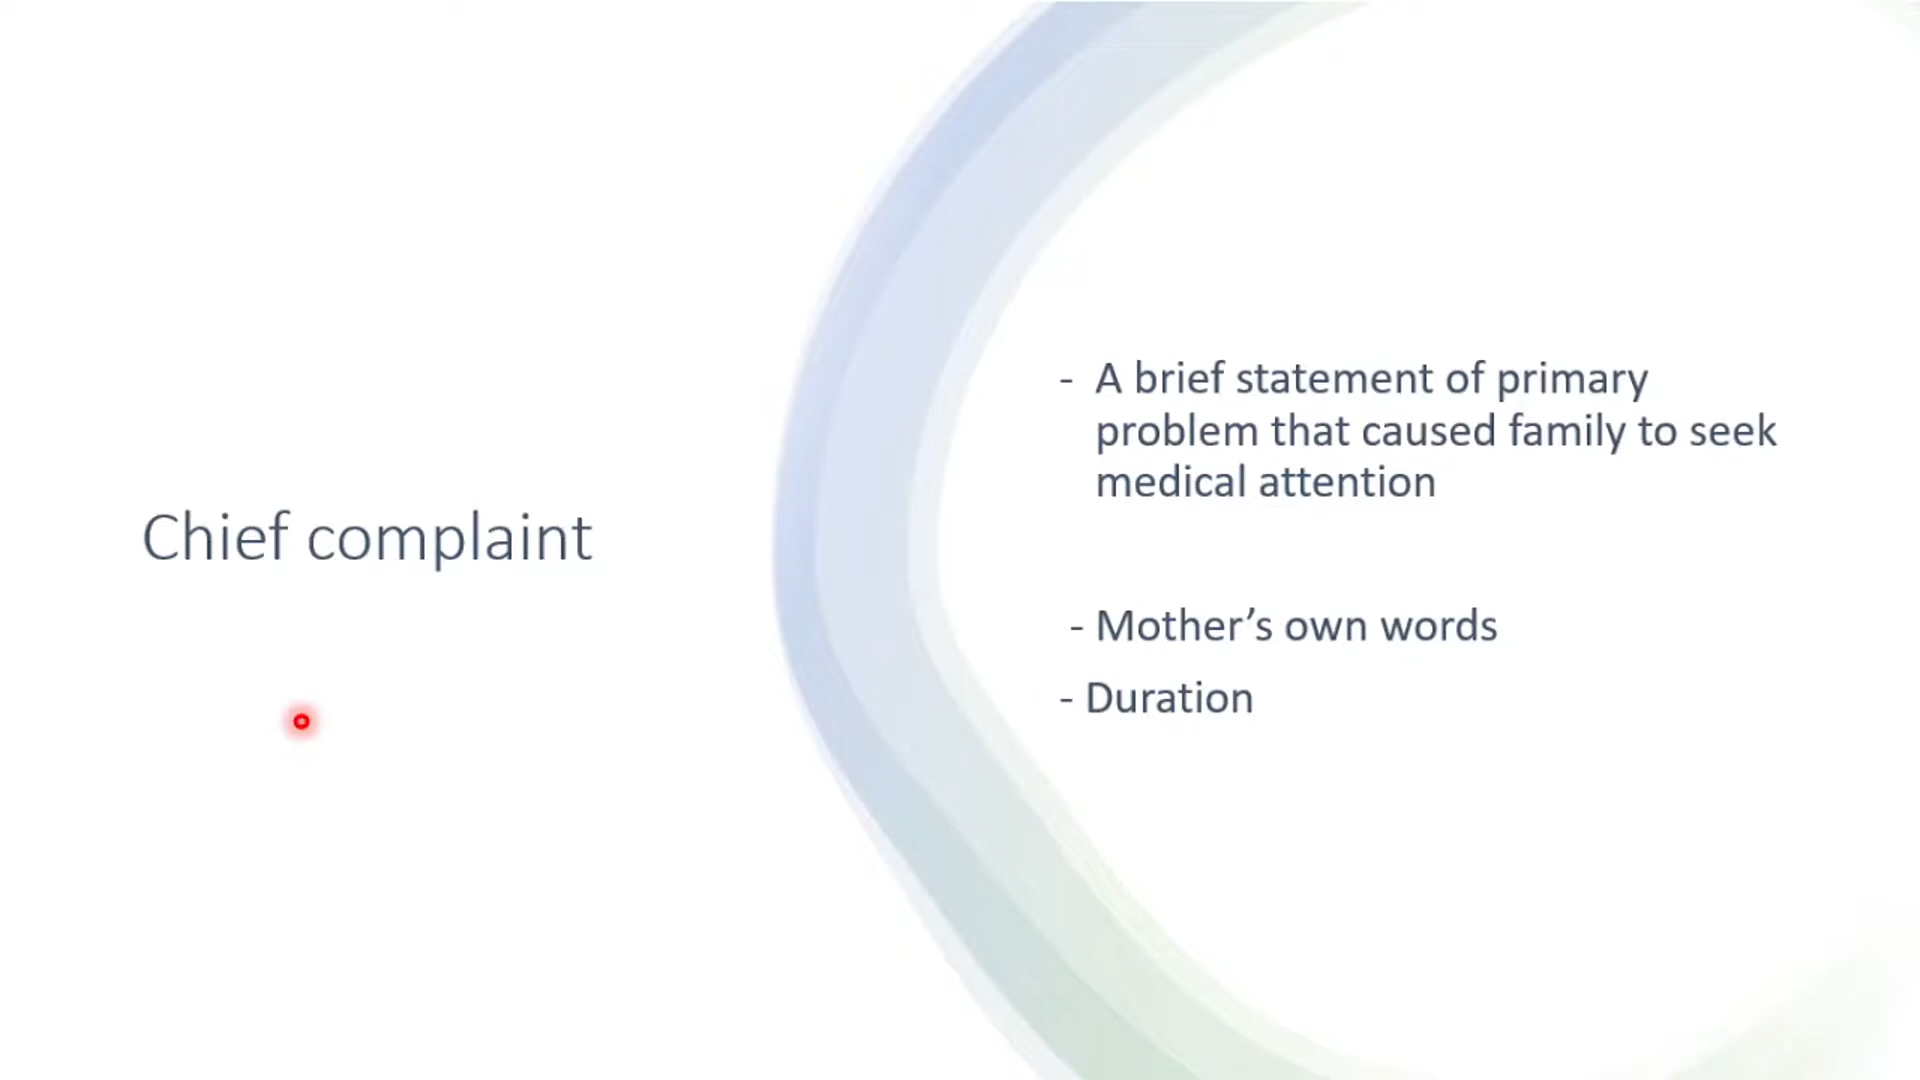 Chief complaint
- A brief statement of primary
problem that caused family to seek
medical attention
- Mother’s own words
- Duration